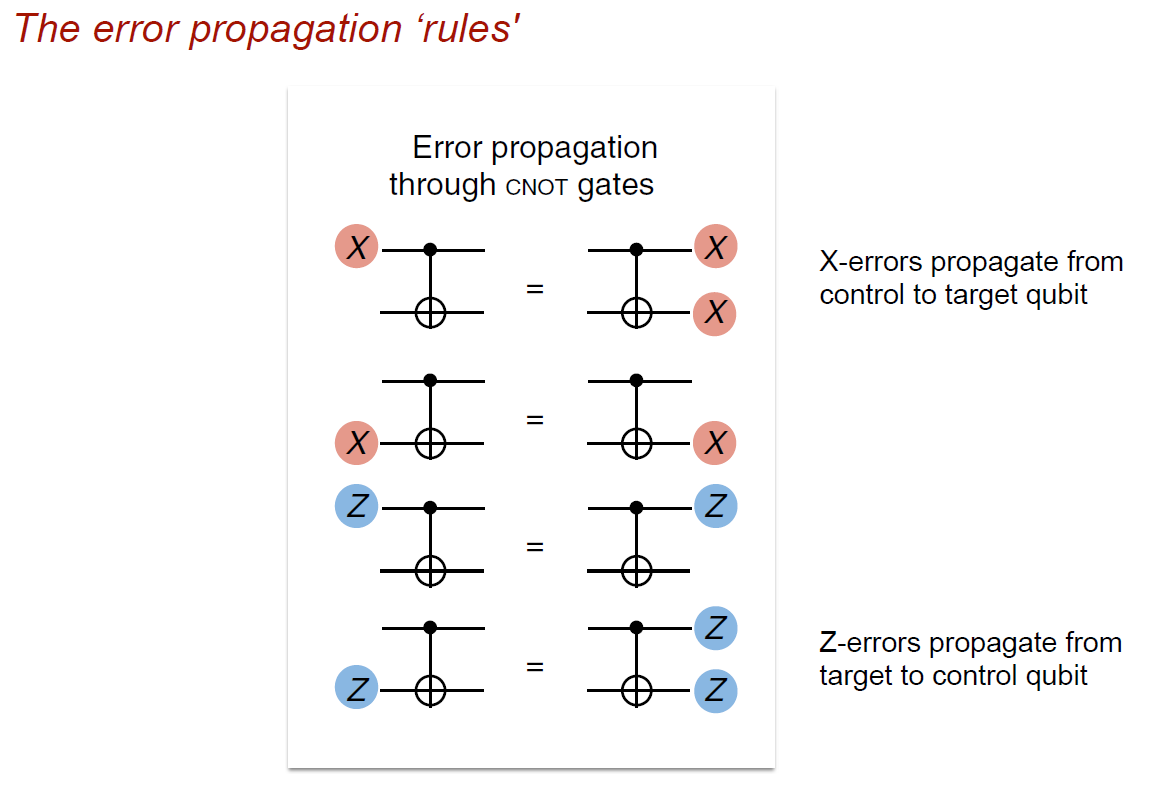 The error propagation ‘rules'
Error propagation
through CNOT gates
X
X
=
X
X-errors propagate from
control to target qubit
=
X
X
Z
Z
=
Z
=
Z
Z
Z-errors propagate from
target to control qubit